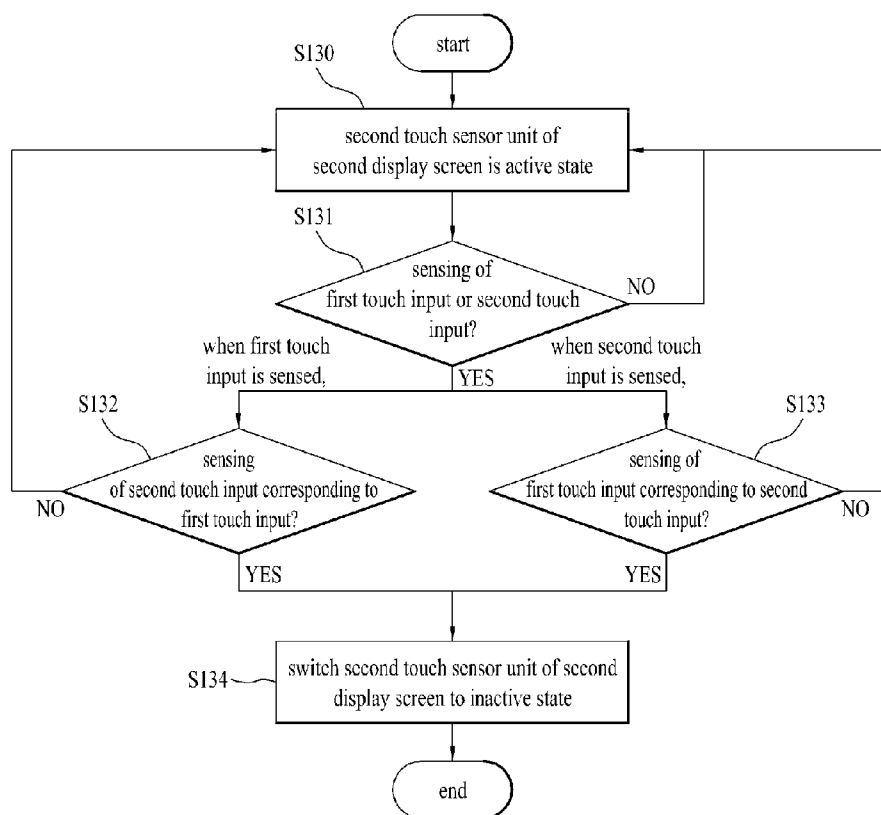 start
S130
second touch sensor unit of
second display screen is active state
S131
sensing of
first touch input or second touch
input?
NO
when first touch
input is sensed,
YES
when second touch
input is sensed,
S132
sensing
of second touch input corresponding to
first touch input?
NO
YES
S133
sensing of
first touch input corresponding to second
touch input?
NO
YES
S134
switch second touch sensor unit of second
display screen to inactive state
end